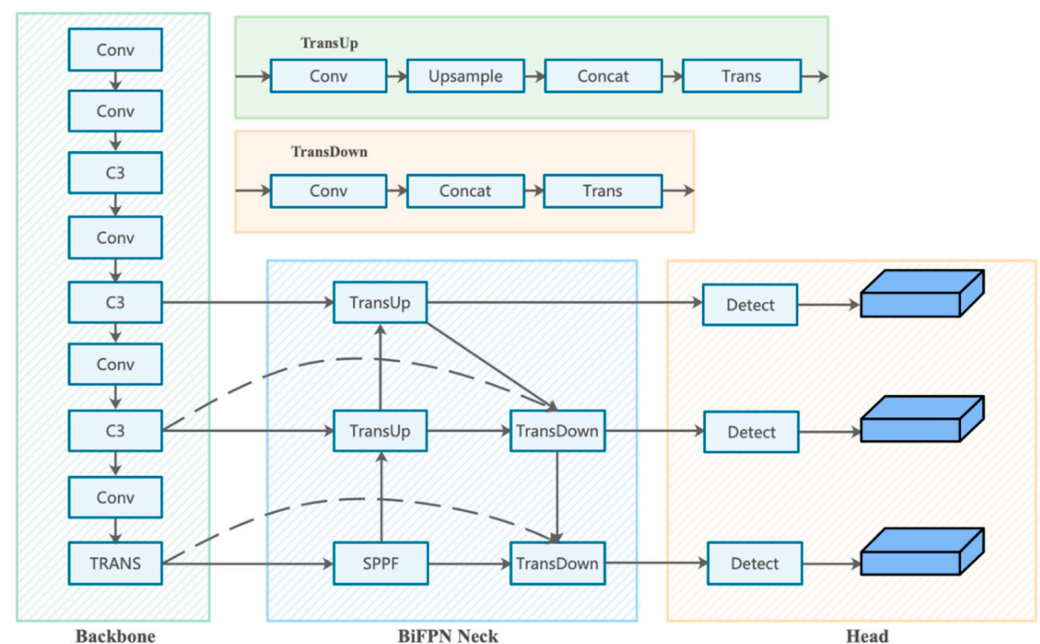 Conv
Conv
C3
Conv
C3
Conv
C3
Conv
TRANS
Backbone
TransUp
Conv Upsample Concat Trans
TransDown
Conv Concat Trans
TransUp
TransUp TransDown
SPPF TransDown
BiFPN Neck
Detect
Detect
Detect
Head